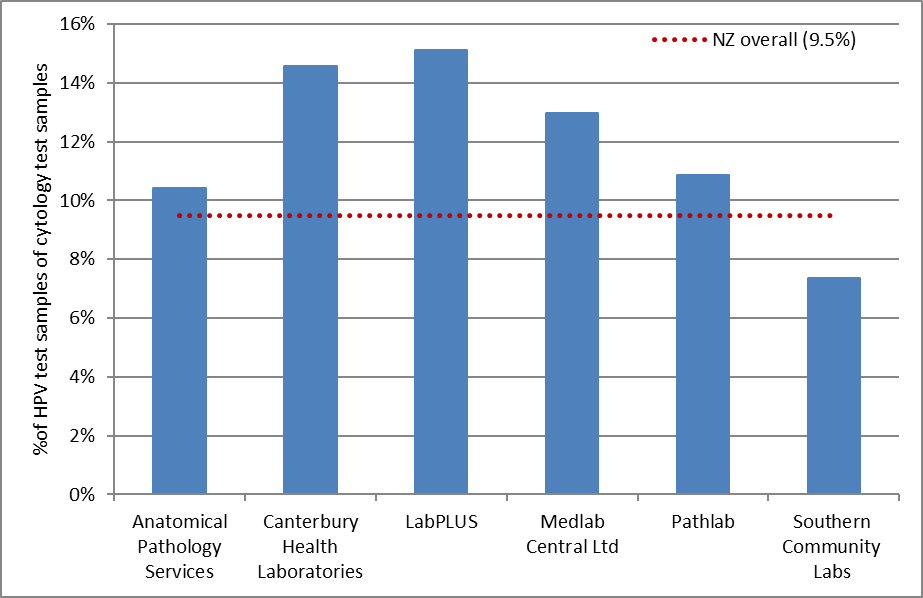 16%
14%
12%
10%
8%
6%
4%
2%
0%
%of HPV test samples of cytology test samples
NZ overall (9.5%)
Anatomical
Pathology
Services
Canterbury
Health
Laboratories
LabPLUS
Medlab
Central Ltd
Pathlab
Southern
Community
Labs